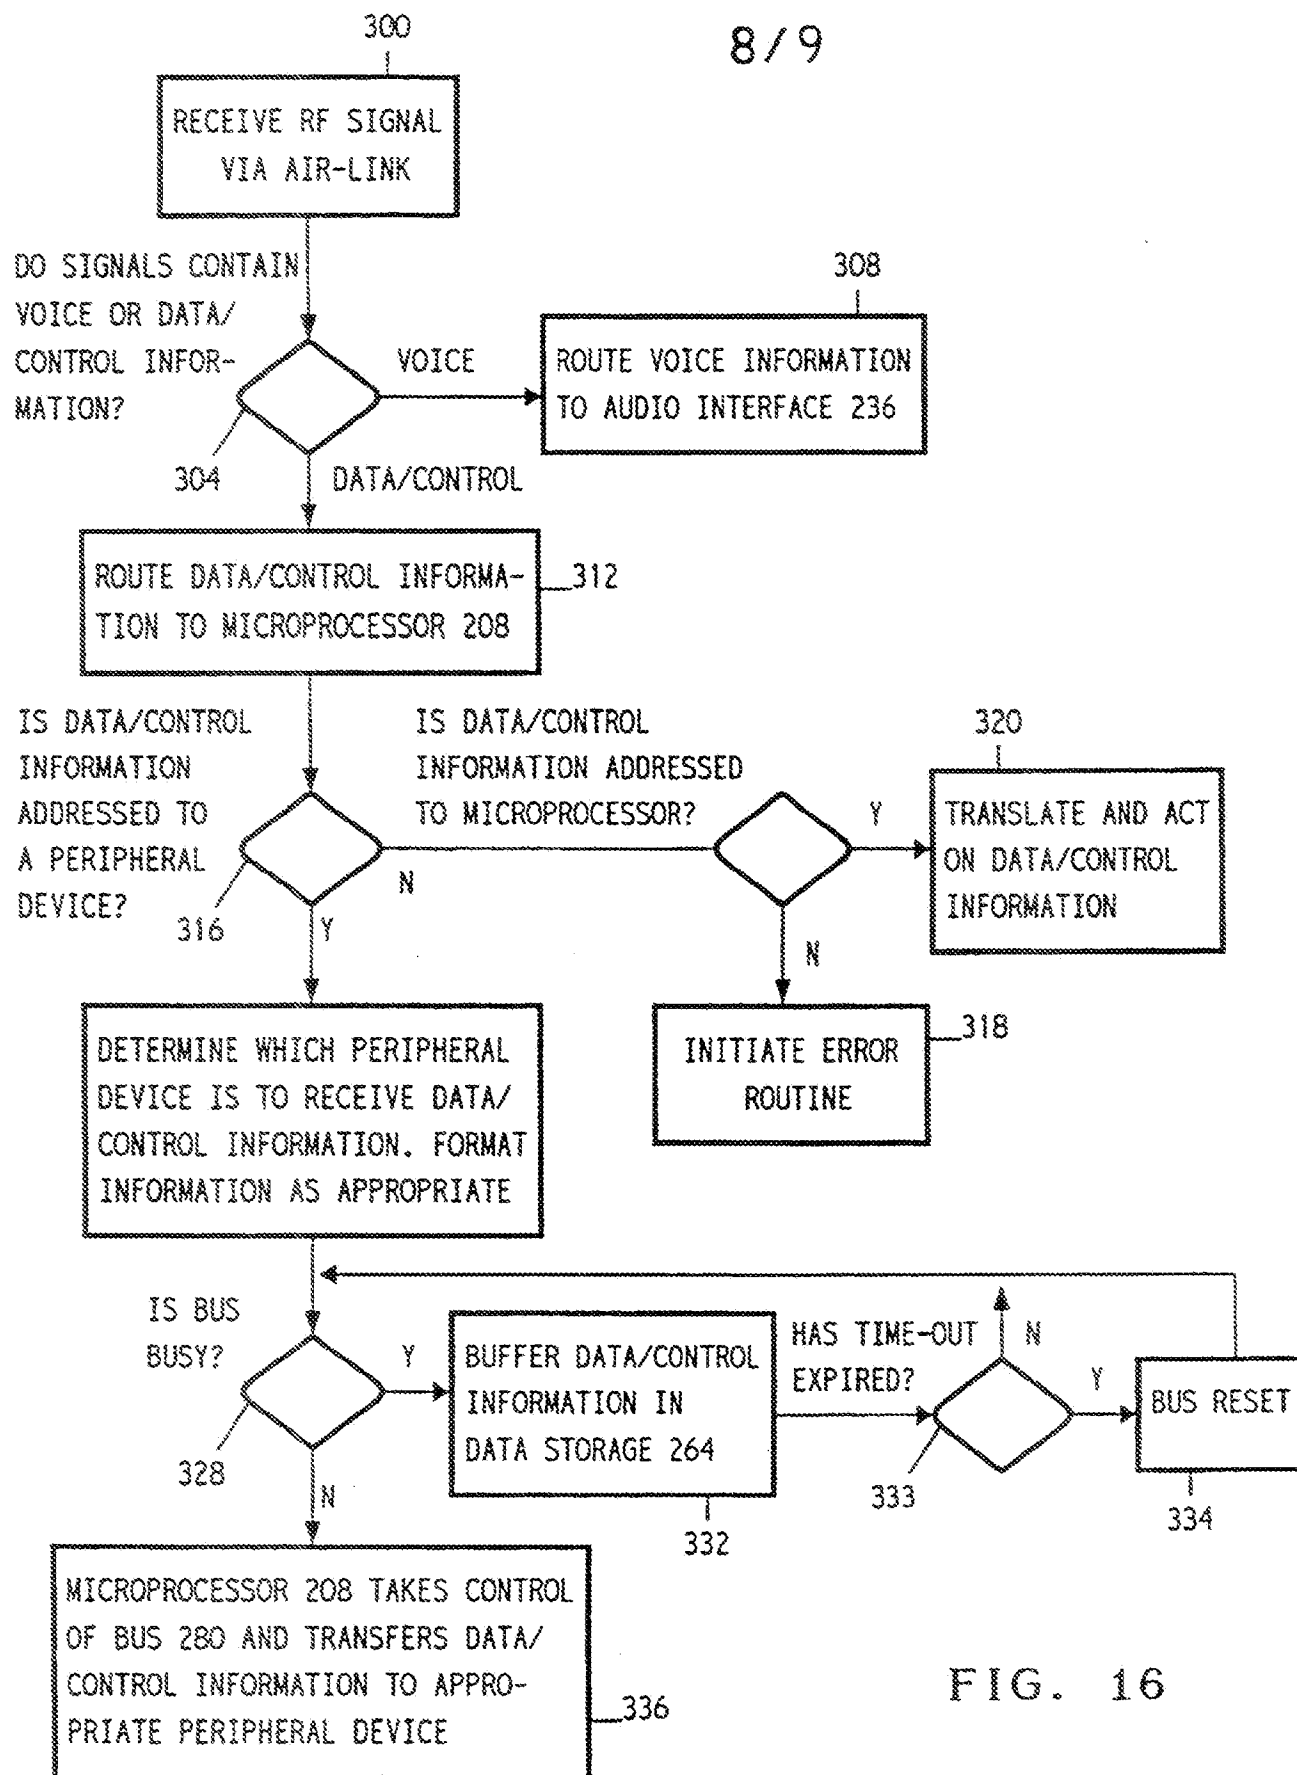 8/9
300
RECEIVE RF SIGNAL
VIA AIR-LINK
DO SIGNALS CONTAIN
VOICE OR DATA/
CONTROL INFOR-
MATION?
304
VOICE
308
ROUTE VOICE INFORMATION
TO AUDIO INTERFACE 236
DATA/CONTROL
ROUTE DATA/CONTROL INFORMA-
TION TO MICROPROCESSOR 208
312
IS DATA/CONTROL
INFORMATION
ADDRESSED TO
A PERIPHERAL
DEVICE?
316
N
Y
IS DATA/CONTROL
INFORMATION ADDRESSED
TO MICROPROCESSOR?
Y
320
TRANSLATE AND ACT
ON DATA/CONTROL
INFORMATION
N
318
INITIATE ERROR
ROUTINE
DETERMINE WHICH PERIPHERAL
DEVICE IS TO RECEIVE DATA/
CONTROL INFORMATION. FORMAT
INFORMATION AS APPROPRIATE
IS BUS
BUSY?
328
Y
BUFFER DATA/CONTROL
INFORMATION IN
DATA STORAGE 264
332
HAS TIME-OUT
EXPIRED?
N
Y
333
BUS RESET
334
N
MICROPROCESSOR 208 TAKES CONTROL
OF BUS 280 AND TRANSFERS DATA/
CONTROL INFORMATION TO APPRO-
PRIATE PERIPHERAL DEVICE
336
FIG. 16